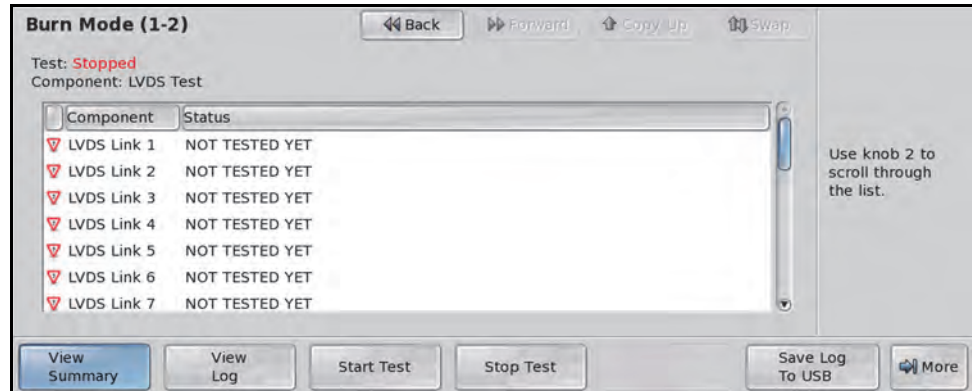 Burn Mode (1-2)
Back
Forward
Copy Up
Swap
Test: Stopped
Component: LVDS Test
Component Status
LVDS Link 1 NOT TESTED YET
LVDS Link 2 NOT TESTED YET
LVDS Link 3 NOT TESTED YET
LVDS Link 4 NOT TESTED YET
LVDS Link 5 NOT TESTED YET
LVDS Link 6 NOT TESTED YET
LVDS Link 7 NOT TESTED YET
Use knob 2 to
scroll through
the list.
View
Summary
View
Log
Start Test
Stop Test
Save Log
To USB
More